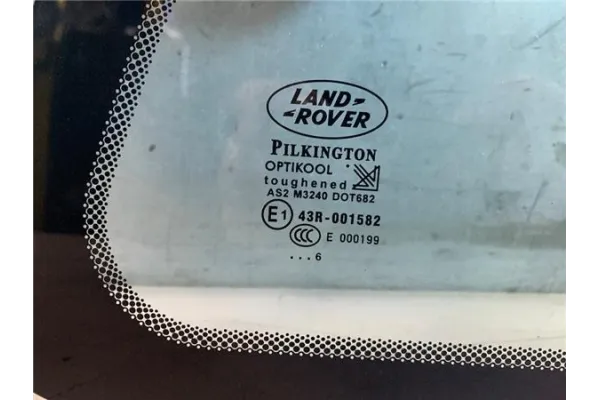 LAND-
ROVER
PILKINGTON
OPTIKOOL
toughened
AS2 M3240 DOT682
E1 43R-001582
CCC E 000199
...6